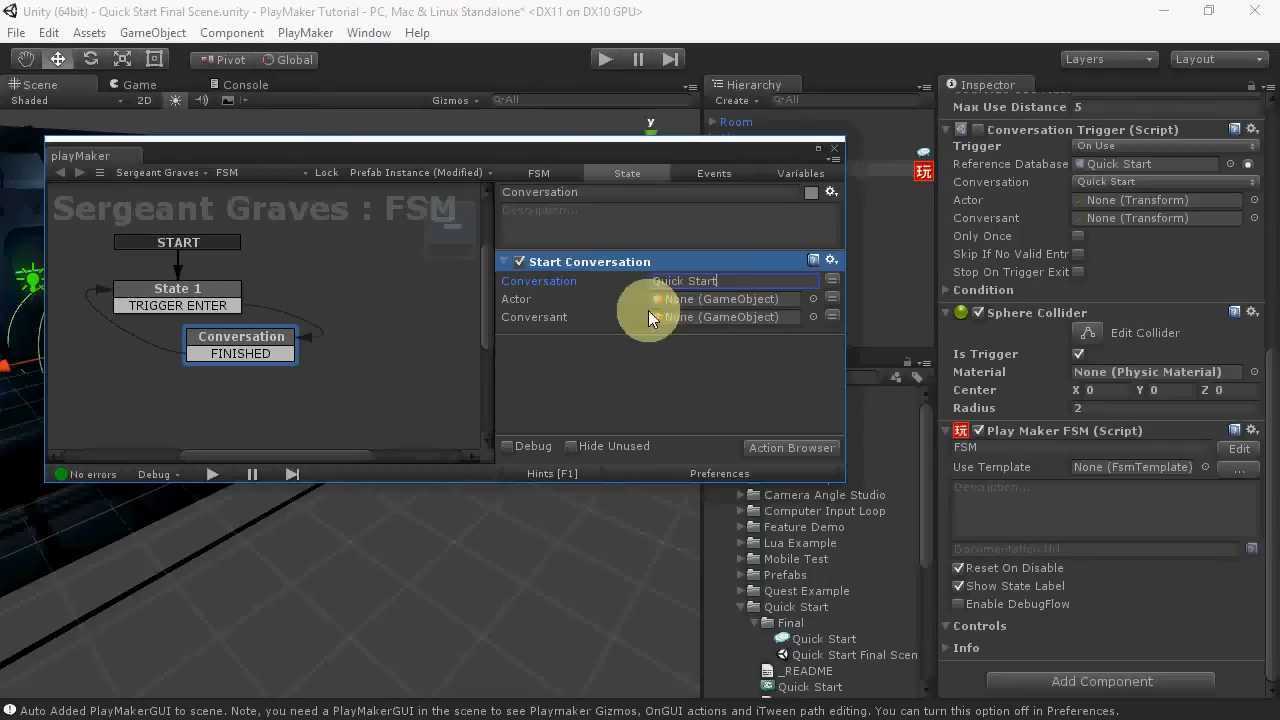 Unity (64bit) - Quick Start Final Scene.unity - PlayMaker Tutorial - PC, Mac & Linux Standalone* <DX11 on DX10 GPU>
File Edit Assets GameObject Component PlayMaker Window Help
Pivot Global Layers Layout
Scene Game Console Hierarchy Inspector
Shaded 2D Gizmos All Create All
Max Use Distance 5
y Room
Conversation Trigger (Script)
Trigger On Use
playMaker
Reference Database Quick Start
Sergeant Graves FSM Lock Prefab Instance (Modified) FSM State Events Variables
玩
Conversation Quick Start
Conversation
Actor None (Transform)
Sergeant Graves : FSM
Description...
Conversant None (Transform)
Only Once
START
Skip If No Valid Entr
Start Conversation
Stop On Trigger Exit
Conversation Quick Start
State 1
Condition
Actor None (GameObject)
TRIGGER ENTER
Conversant None (GameObject)
Sphere Collider
Conversation
Edit Collider
FINISHED
Is Trigger
Material None (Physic Material)
Center X 0 Y 0 Z 0
Radius 2
玩 Play Maker FSM (Script)
Debug Hide Unused Action Browser
FSM Edit
No errors Debug Hints [F1] Preferences
Use Template None (FsmTemplate) ...
Description...
Camera Angle Studio
Computer Input Loop
Feature Demo
Lua Example
Documentation Url
Mobile Test
Reset On Disable
Prefabs
Show State Label
Quest Example
Enable DebugFlow
Quick Start
Final
Controls
Quick Start
Info
Quick Start Final Scen
_README
Add Component
Quick Start
Auto Added PlayMakerGUI to scene. Note, you need a PlayMakerGUI in the scene to see Playmaker Gizmos, OnGUI actions and iTween path editing. You can turn this option off in Preferences.